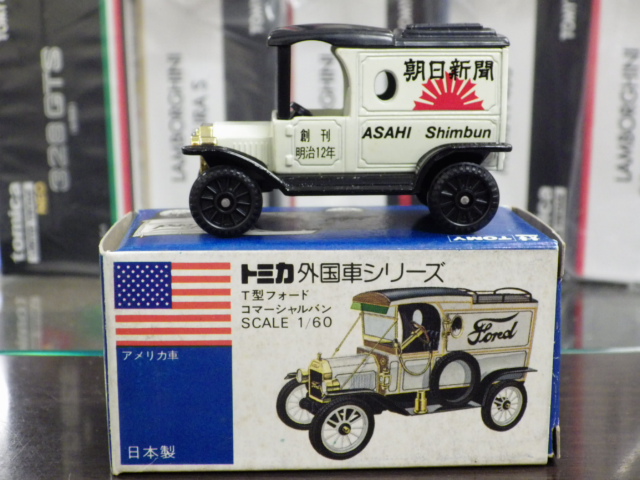 328 GTS
tomica
LAMBORGHINI
LAMBORGHINI
朝日新聞
ASAHI Shimbun
創刊
明治12年
TOMY
トミカ外国車シリーズ
T型フォード
コマーシャルバン
SCALE 1/60
Ford
アメリカ車
日本製